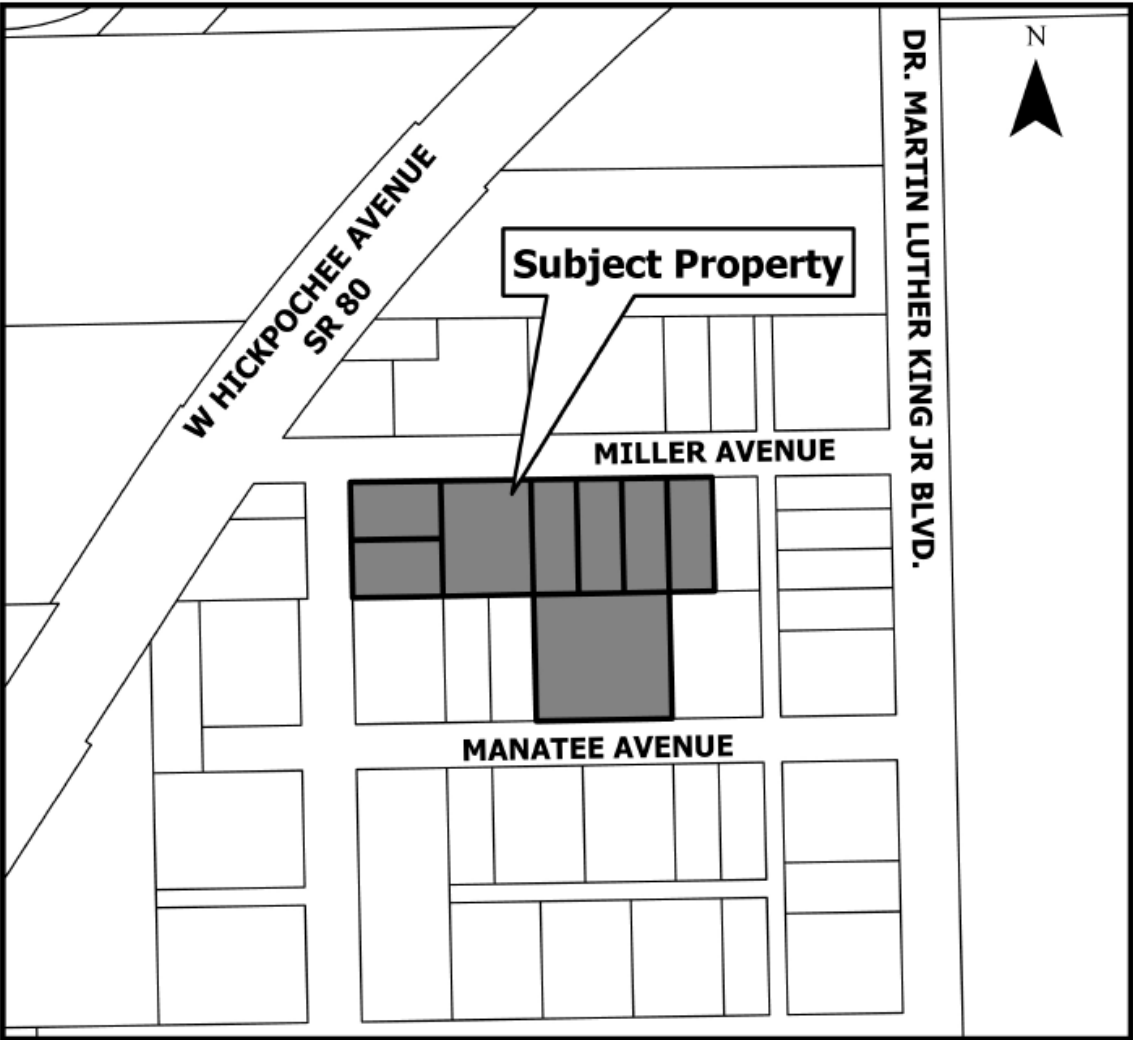 N
DR. MARTIN LUTHER KING JR BLVD.
W HICKPOCHEE AVENUE
SR 80
Subject Property
MILLER AVENUE
MANATEE AVENUE